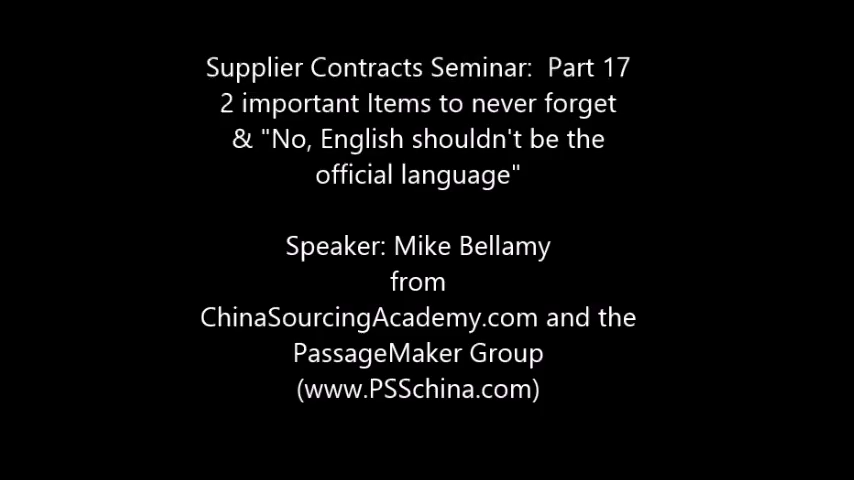 Supplier Contracts Seminar:  Part 17
2 important Items to never forget
& "No, English shouldn't be the
official language"
Speaker: Mike Bellamy
from
ChinaSourcingAcademy.com and the
PassageMaker Group
(www.PSSchina.com)